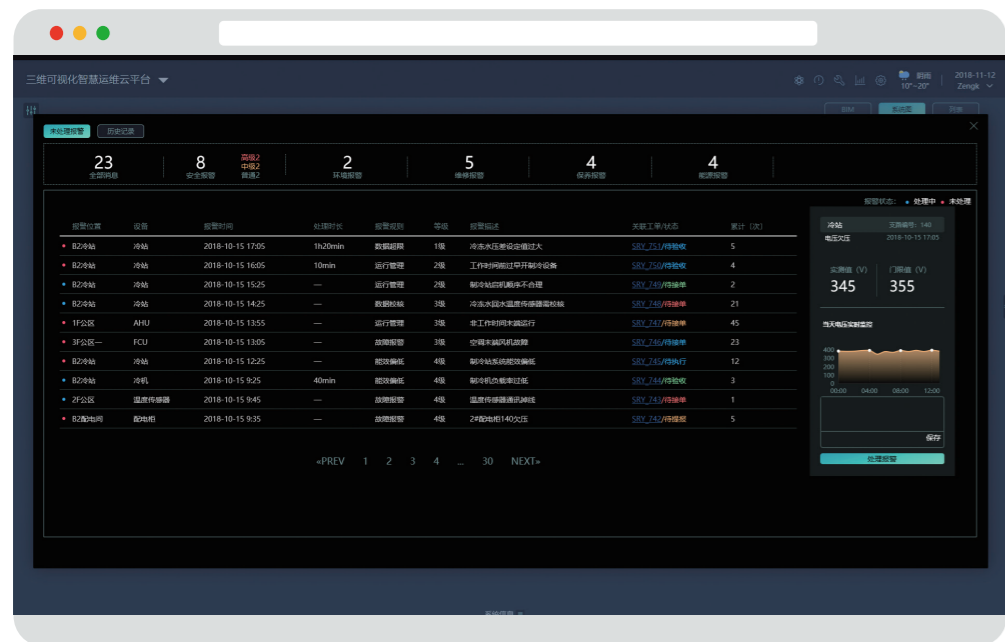 三维可视化智慧运维云平台
阴雨 2018-11-12
10°~20° Zengk
BIM 系统图 列表
未处理报警 历史记录
23 8 高级2 2 5 4 4
中级2
全部消息 安全报警 普通2 环境报警 维修报警 保养报警 能源报警
报警状态: 处理中 未处理
报警位置 设备 报警时间 处理时长 报警规则 等级 报警描述 关联工单/状态 累计（次）
B2冷站 冷站 2018-10-15 17:05 1h20min 数据超限 1级 冷冻水压差设定值过大 SRY_751/待验收 5
B2冷站 冷站 2018-10-15 16:05 10min 运行管理 2级 工作时间前过早开制冷设备 SRY_750/待验收 4
B2冷站 冷站 2018-10-15 15:25 — 运行管理 2级 制冷站启机顺序不合理 SRY_749/待接单 2
B2冷站 冷站 2018-10-15 14:25 — 数据校核 3级 冷冻水回水温度传感器需校核 SRY_748/待接单 21
1F公区 AHU 2018-10-15 13:55 — 运行管理 3级 非工作时间末端运行 SRY_747/待接单 45
3F公区一 FCU 2018-10-15 13:05 — 故障报警 3级 空调末端风机故障 SRY_746/待接单 23
B2冷站 冷站 2018-10-15 12:25 — 能效偏低 4级 制冷站系统能效偏低 SRY_745/待执行 12
B2冷站 冷机 2018-10-15 9:25 40min 能效偏低 4级 制冷机负载率过低 SRY_744/待验收 3
2F公区 温度传感器 2018-10-15 9:45 — 故障报警 4级 温度传感器通讯掉线 SRY_743/待接单 1
B2配电间 配电柜 2018-10-15 9:35 — 故障报警 4级 2#配电柜140欠压 SRY_742/待提报 5
«PREV 1 2 3 4 ... 30 NEXT»
冷站 支路编号: 140
电压欠压 2018-10-15 17:05
实测值（V） 门限值（V）
345 355
当天电压实时监控
400
300
200
100
0
00:00 04:00 08:00 12:00
保存
处理报警